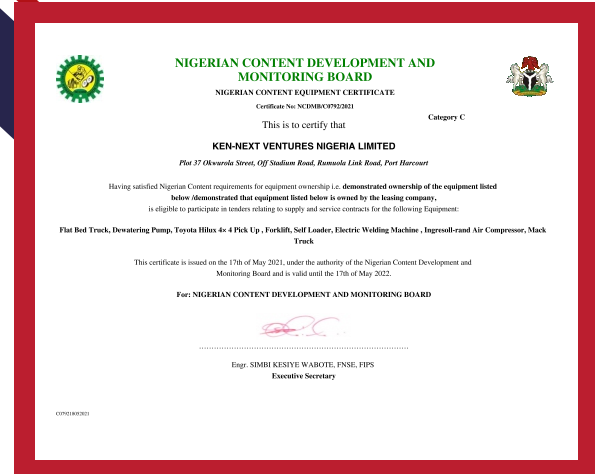 NIGERIAN CONTENT DEVELOPMENT AND
MONITORING BOARD
NIGERIAN CONTENT EQUIPMENT CERTIFICATE
Certificate No: NCDMB/C0792/2021
Category C
This is to certify that
KEN-NEXT VENTURES NIGERIA LIMITED
Plot 37 Okwurola Street, Off Stadium Road, Rumuola Link Road, Port Harcourt
Having satisfied Nigerian Content requirements for equipment ownership i.e. demonstrated ownership of the equipment listed
below /demonstrated that equipment listed below is owned by the leasing company,
is eligible to participate in tenders relating to supply and service contracts for the following Equipment:
Flat Bed Truck, Dewatering Pump, Toyota Hilux 4× 4 Pick Up , Forklift, Self Loader, Electric Welding Machine , Ingresoll-rand Air Compressor, Mack
Truck
This certificate is issued on the 17th of May 2021, under the authority of the Nigerian Content Development and
Monitoring Board and is valid until the 17th of May 2022.
For: NIGERIAN CONTENT DEVELOPMENT AND MONITORING BOARD
Engr. SIMBI KESIYE WABOTE, FNSE, FIPS
Executive Secretary